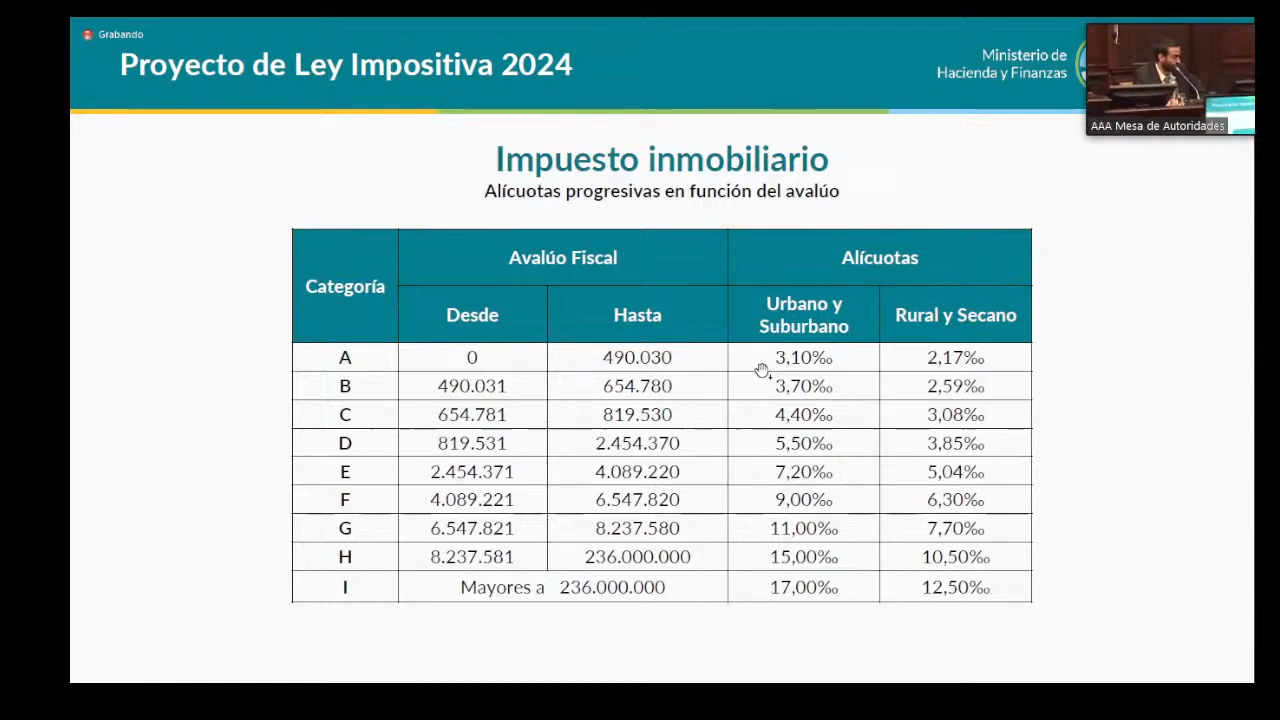 Grabando
Proyecto de Ley Impositiva 2024
Ministerio de
Hacienda y Finanzas
AAA Mesa de Autoridades
Impuesto inmobiliario
Alícuotas progresivas en función del avalúo
Categoría Avalúo Fiscal Alícuotas
Desde Hasta Urbano y Suburbano Rural y Secano
A 0 490.030 3,10‰ 2,17‰
B 490.031 654.780 3,70‰ 2,59‰
C 654.781 819.530 4,40‰ 3,08‰
D 819.531 2.454.370 5,50‰ 3,85‰
E 2.454.371 4.089.220 7,20‰ 5,04‰
F 4.089.221 6.547.820 9,00‰ 6,30‰
G 6.547.821 8.237.580 11,00‰ 7,70‰
H 8.237.581 236.000.000 15,00‰ 10,50‰
I Mayores a 236.000.000 17,00‰ 12,50‰